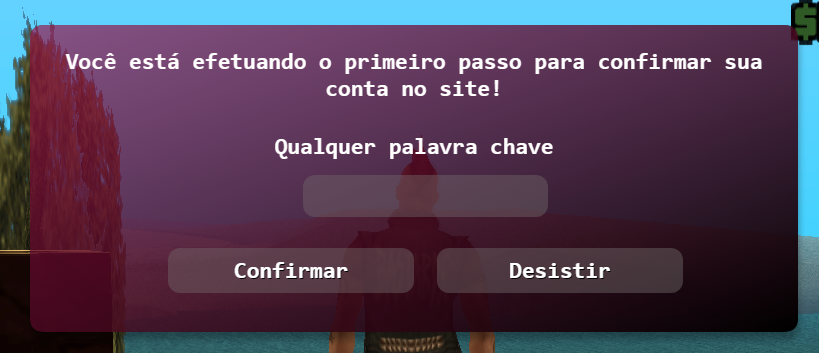 Você está efetuando o primeiro passo para confirmar sua
conta no site!
Qualquer palavra chave
Confirmar
Desistir
$